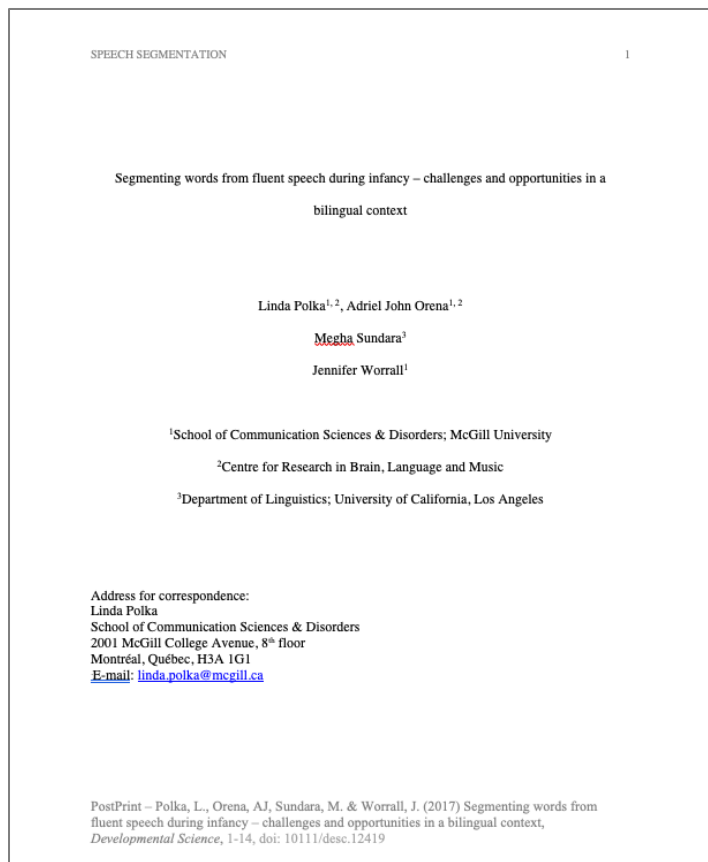 SPEECH SEGMENTATION 1
Segmenting words from fluent speech during infancy – challenges and opportunities in a
bilingual context
Linda Polka1, 2, Adriel John Orena1, 2
Megha Sundara3
Jennifer Worrall1
1School of Communication Sciences & Disorders; McGill University
2Centre for Research in Brain, Language and Music
3Department of Linguistics; University of California, Los Angeles
Address for correspondence:
Linda Polka
School of Communication Sciences & Disorders
2001 McGill College Avenue, 8th floor
Montréal, Québec, H3A 1G1
E-mail: linda.polka@mcgill.ca
PostPrint – Polka, L., Orena, AJ, Sundara, M. & Worrall, J. (2017) Segmenting words from
fluent speech during infancy – challenges and opportunities in a bilingual context,
Developmental Science, 1-14, doi: 10111/desc.12419